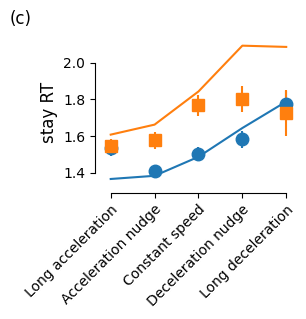 (c)
stay RT
2.0
1.8
1.6
1.4
Long acceleration
Acceleration nudge
Constant speed
Deceleration nudge
Long deceleration